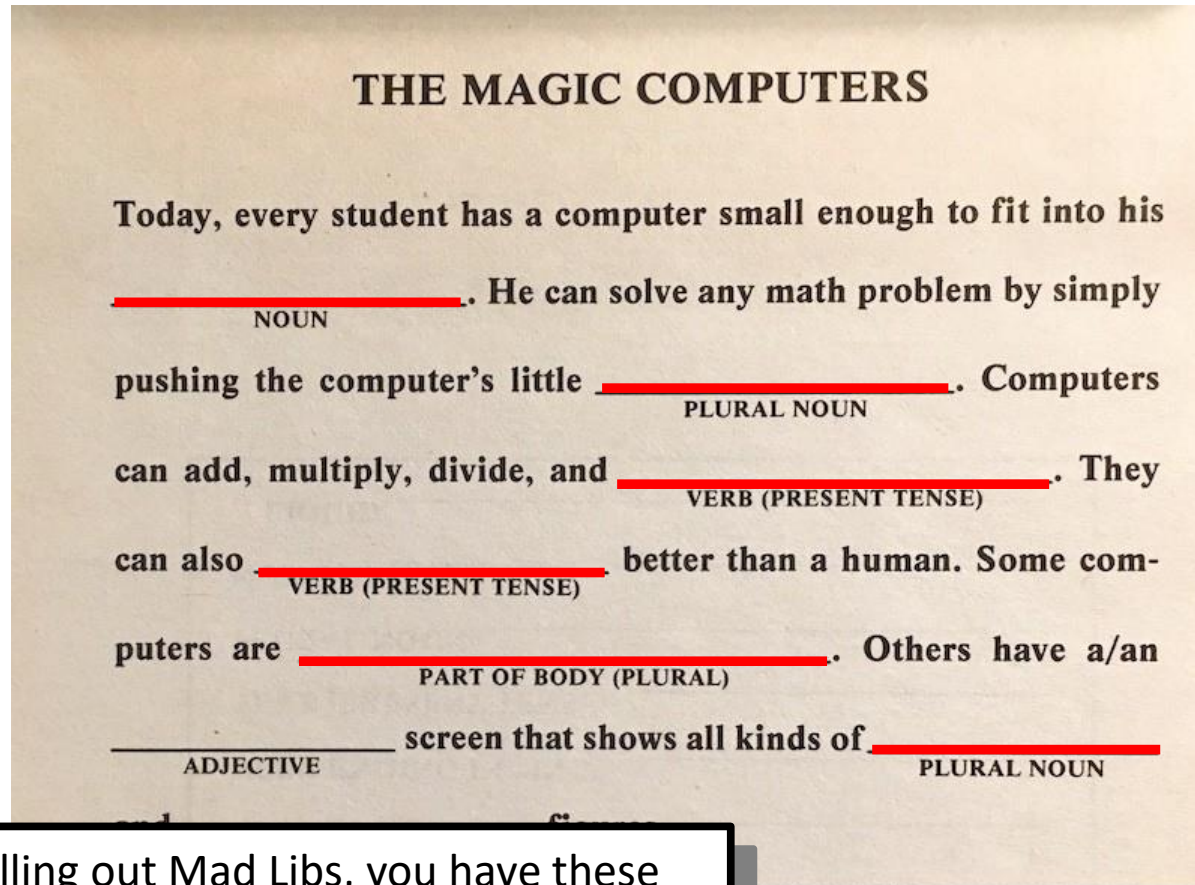 THE MAGIC COMPUTERS
Today, every student has a computer small enough to fit into his
. He can solve any math problem by simply
NOUN
pushing the computer's little . Computers
PLURAL NOUN
can add, multiply, divide, and . They
VERB (PRESENT TENSE)
can also better than a human. Some com-
VERB (PRESENT TENSE)
puters are . Others have a/an
PART OF BODY (PLURAL)
screen that shows all kinds of
ADJECTIVE PLURAL NOUN
lling out Mad Libs, you have these